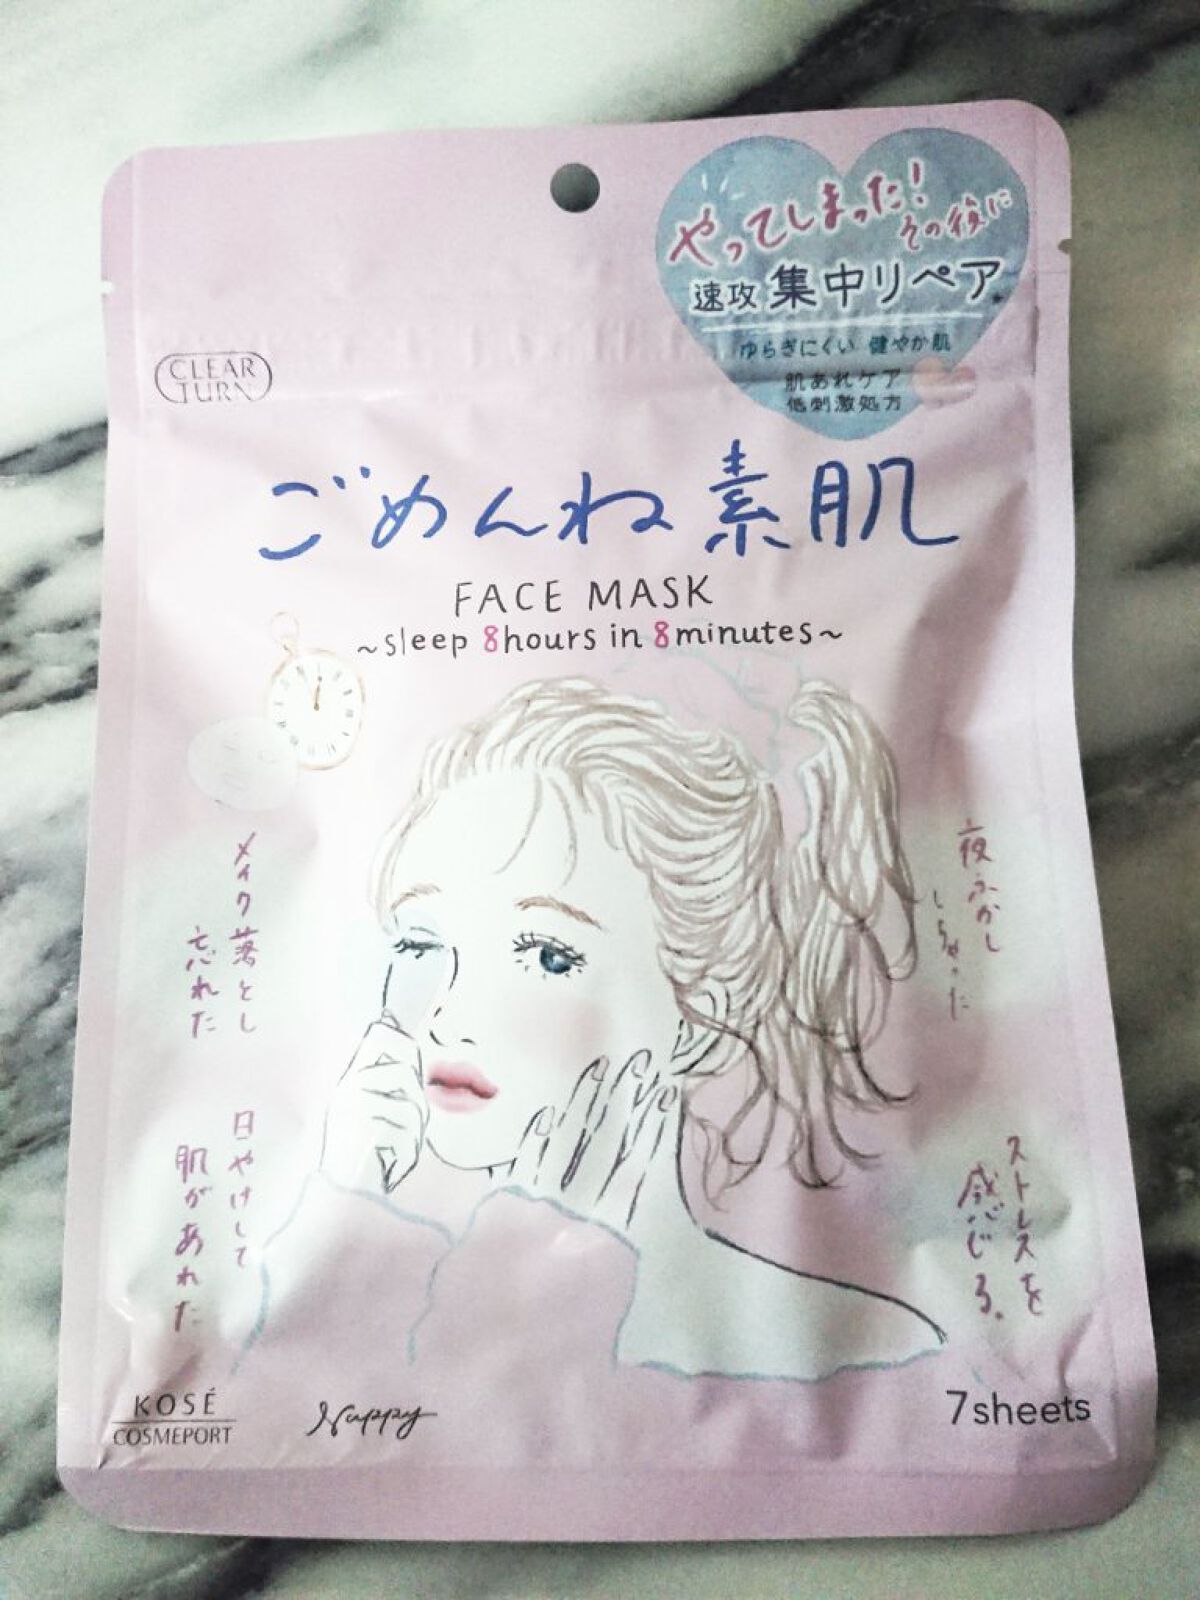 やってしまった!
その後に
速攻 集中リペア*
ゆらぎにくい 健やか肌
肌あれケア
低刺激処方
CLEAR
TURN
ごめんね素肌
FACE MASK
~sleep 8hours in 8minutes~
夜ふかし
しちゃった
メイク落とし
忘れた
ストレスを
感じる。
日やけして
肌があれた
KOSÉ
COSMEPORT
Nuppy
7sheets